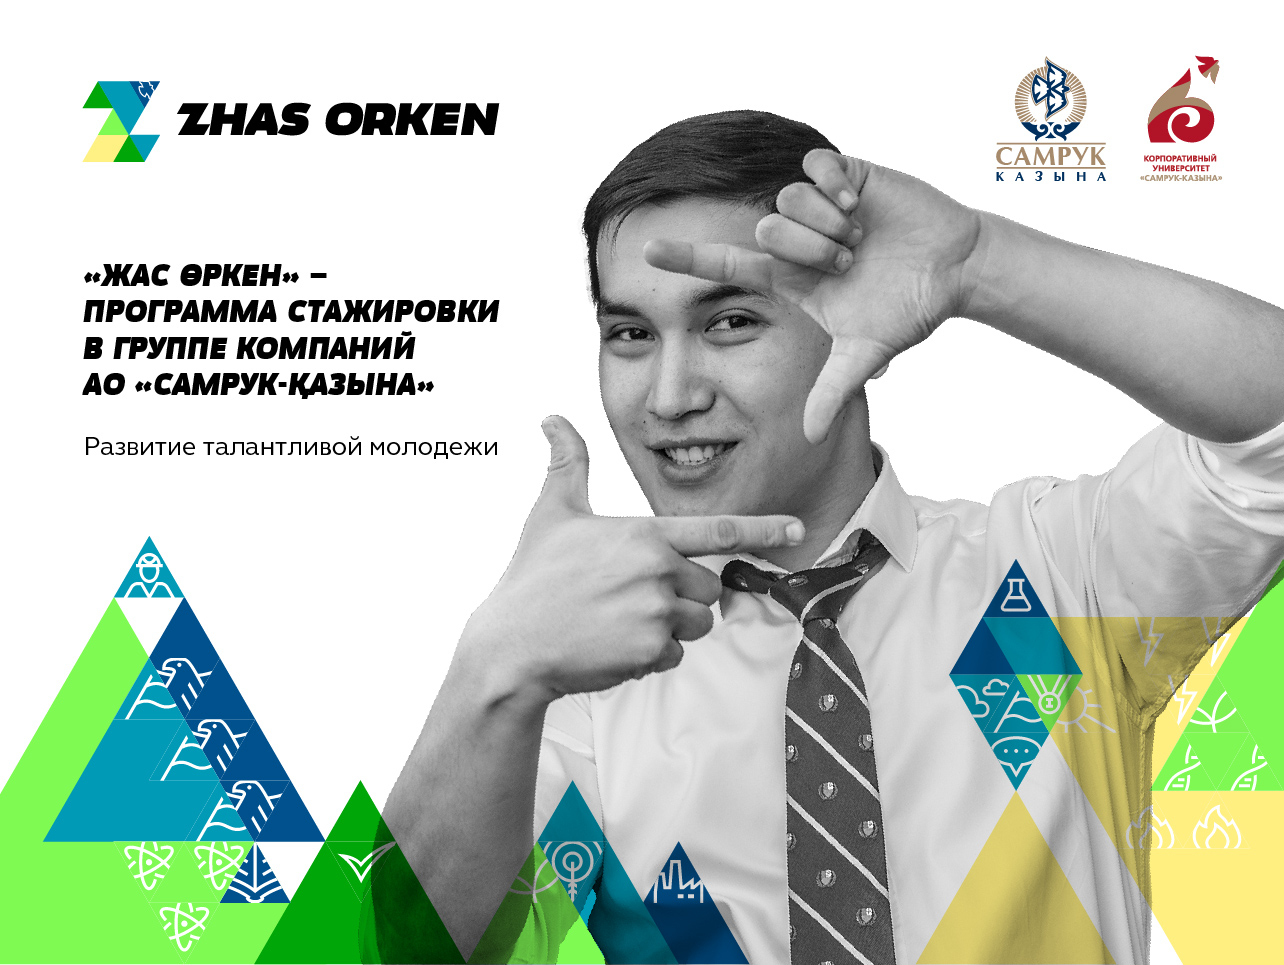 ZHAS ORKEN
САМРУК
КАЗЫНА
КОРПОРАТИВНЫЙ
УНИВЕРСИТЕТ
«САМРУК-КАЗЫНА»
«ЖАС ӨРКЕН» –
ПРОГРАММА СТАЖИРОВКИ
В ГРУППЕ КОМПАНИЙ
АО «САМРУК-ҚАЗЫНА»
Развитие талантливой молодежи